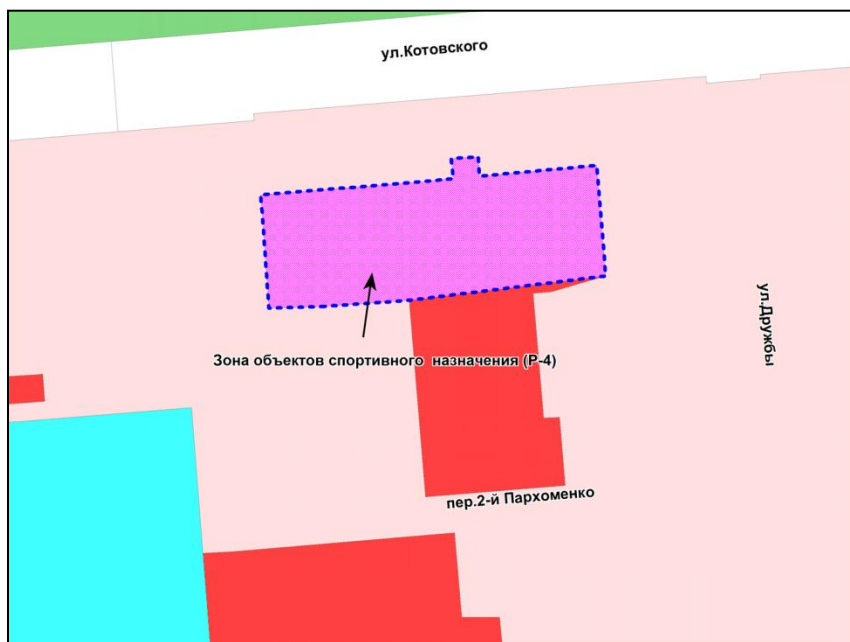 ул.Котовского
ул.Дружбы
Зона объектов спортивного назначения (Р-4)
пер.2-й Пархоменко